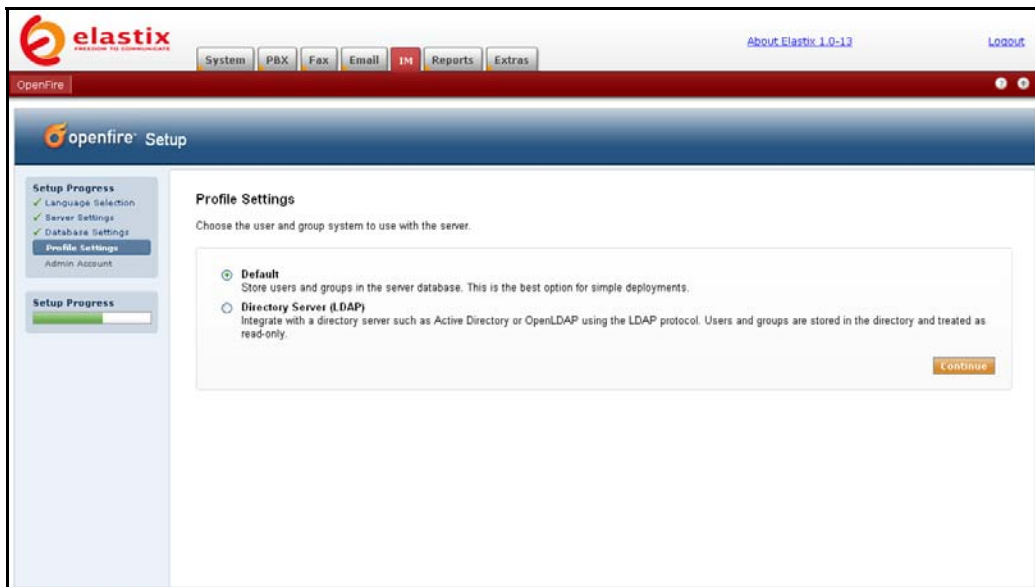 elastix
FREEDOM TO COMMUNICATE
System PBX Fax Email IM Reports Extras
About Elastix 1.0-13
Logout
OpenFire
openfire Setup
Setup Progress
Language Selection
Server Settings
Database Settings
Profile Settings
Admin Account
Setup Progress
Profile Settings
Choose the user and group system to use with the server.
Default
Store users and groups in the server database. This is the best option for simple deployments.
Directory Server (LDAP)
Integrate with a directory server such as Active Directory or OpenLDAP using the LDAP protocol. Users and groups are stored in the directory and treated as
read-only.
Continue